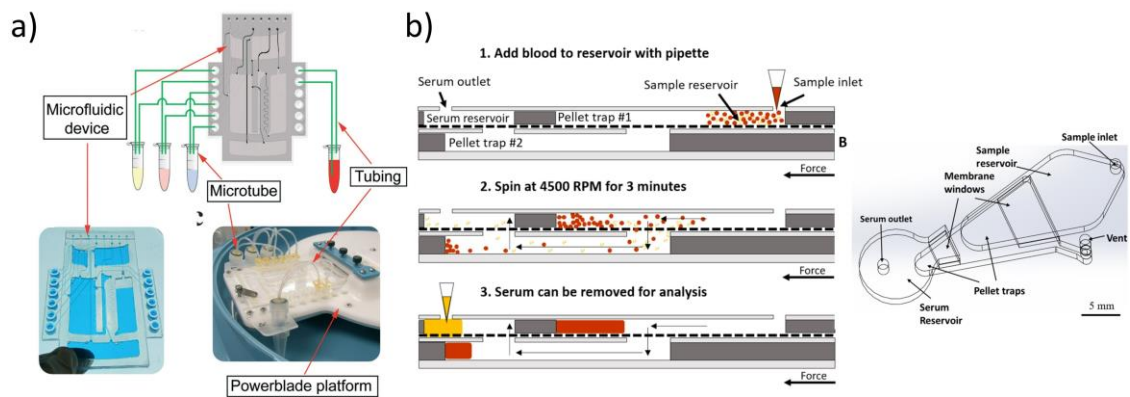 a)
Microfluidic
device
Microtube
Tubing
Powerblade platform
b)
1. Add blood to reservoir with pipette
Serum outlet
Sample reservoir
Sample inlet
Serum reservoir
Pellet trap #1
Pellet trap #2
Force
2. Spin at 4500 RPM for 3 minutes
Force
3. Serum can be removed for analysis
Force
B
Sample inlet
Sample
reservoir
Membrane
windows
Serum outlet
Vent
Pellet traps
Serum
Reservoir
5 mm